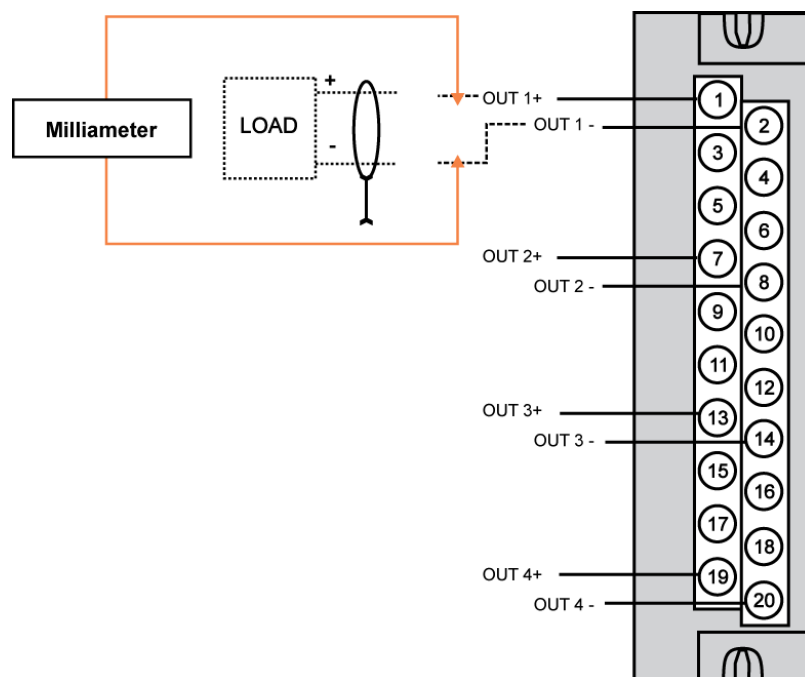 Milliameter
LOAD
+
-
OUT 1+
OUT 1 -
OUT 2+
OUT 2 -
OUT 3+
OUT 3 -
OUT 4+
OUT 4 -
1
2
3
4
5
6
7
8
9
10
11
12
13
14
15
16
17
18
19
20